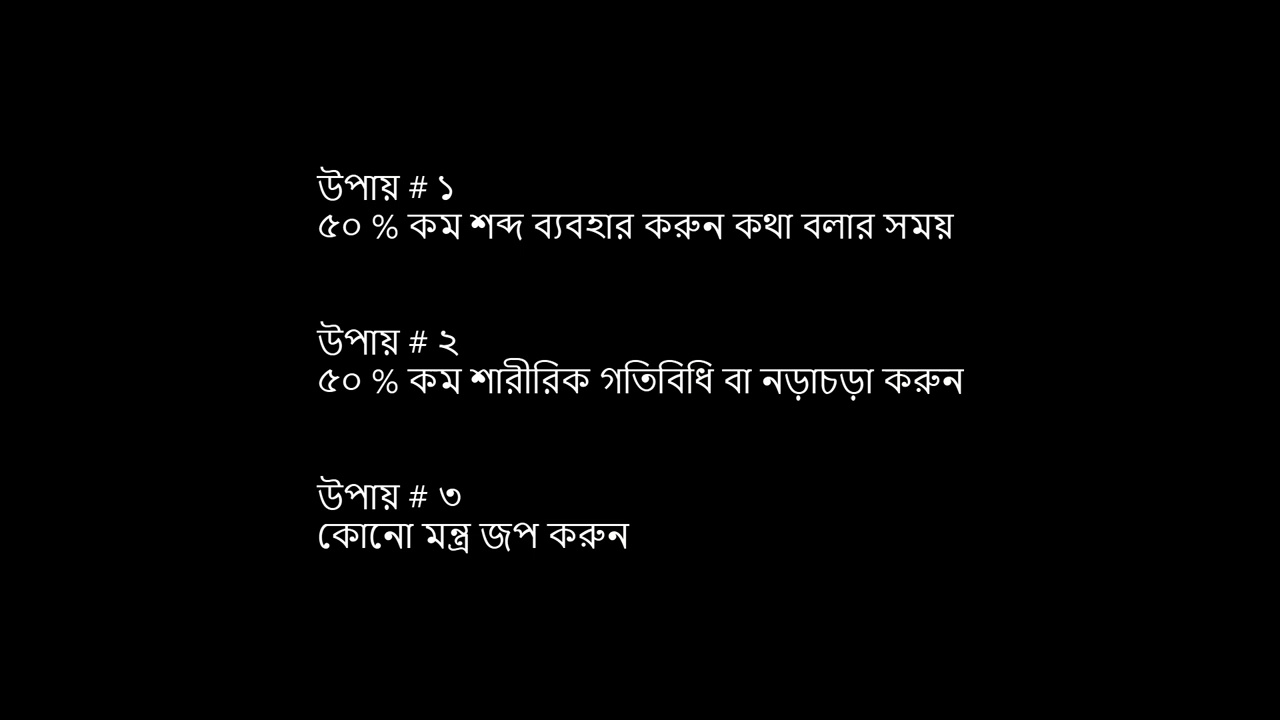 উপায় # ১
৫০ % কম শব্দ ব্যবহার করুন কথা বলার সময়
উপায় # ২
৫০ % কম শারীরিক গতিবিধি বা নড়াচড়া করুন
উপায় # ৩
কোনো মন্ত্র জপ করুন